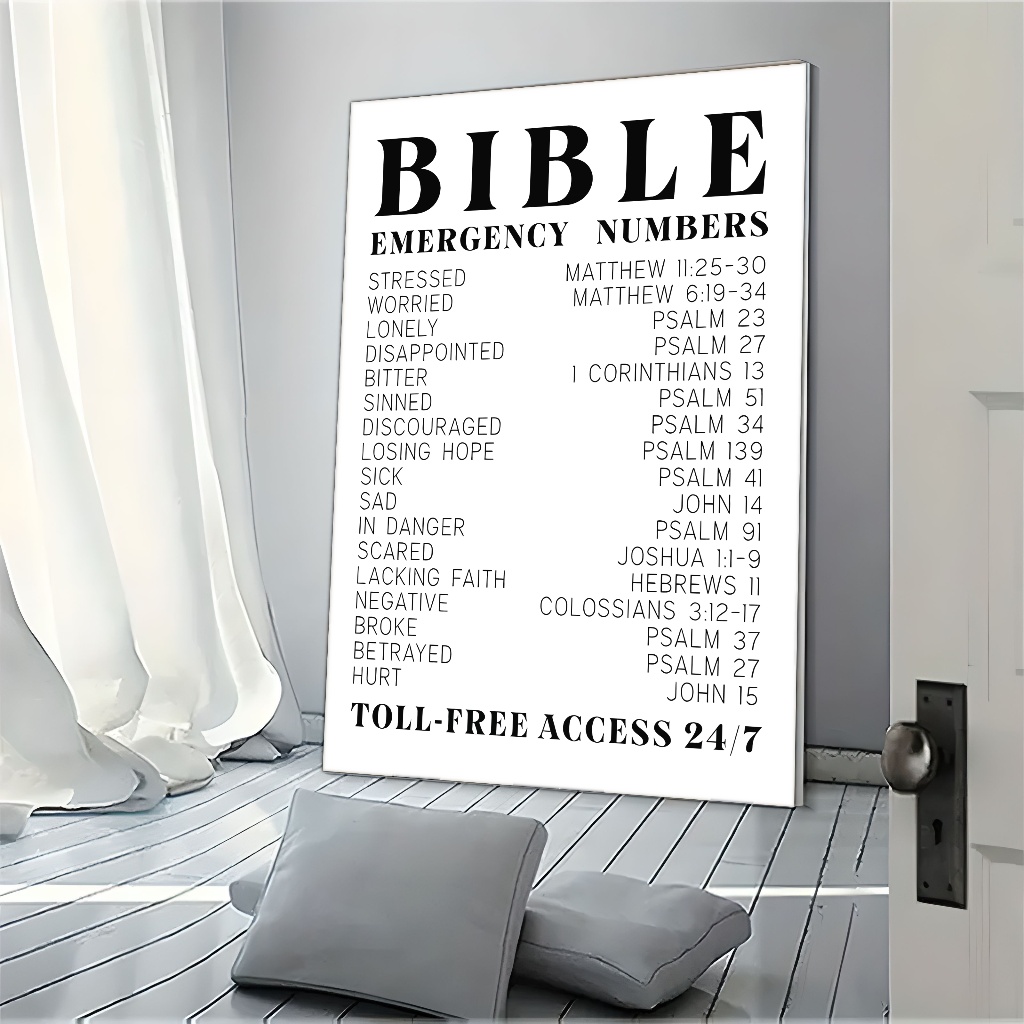 BIBLE
EMERGENCY NUMBERS
STRESSED MATTHEW 11:25-30
WORRIED MATTHEW 6:19-34
LONELY PSALM 23
DISAPPOINTED PSALM 27
BITTER 1 CORINTHIANS 13
SINNED PSALM 51
DISCOURAGED PSALM 34
LOSING HOPE PSALM 139
SICK PSALM 41
SAD JOHN 14
IN DANGER PSALM 91
SCARED JOSHUA 1:1-9
LACKING FAITH HEBREWS 11
NEGATIVE COLOSSIANS 3:12-17
BROKE PSALM 37
BETRAYED PSALM 27
HURT JOHN 15
TOLL-FREE ACCESS 24/7